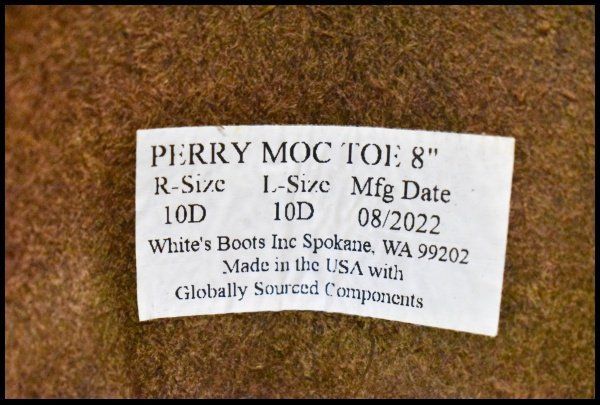 PERRY MOC TOE 8"
R-Size L-Size Mfg Date
10D 10D 08/2022
White's Boots Inc Spokane, WA 99202
Made in the USA with
Globally Sourced Components